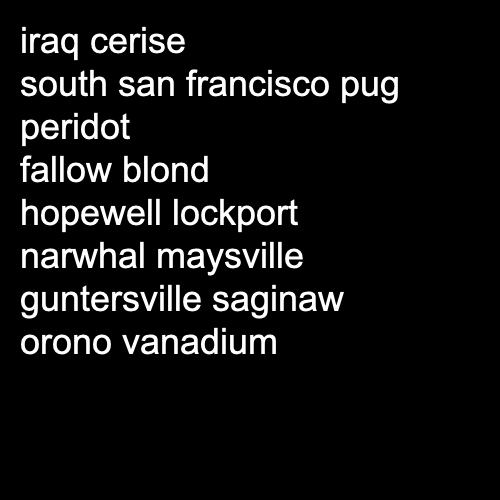 iraq cerise
south san francisco pug
peridot
fallow blond
hopewell lockport
narwhal maysville
guntersville saginaw
orono vanadium